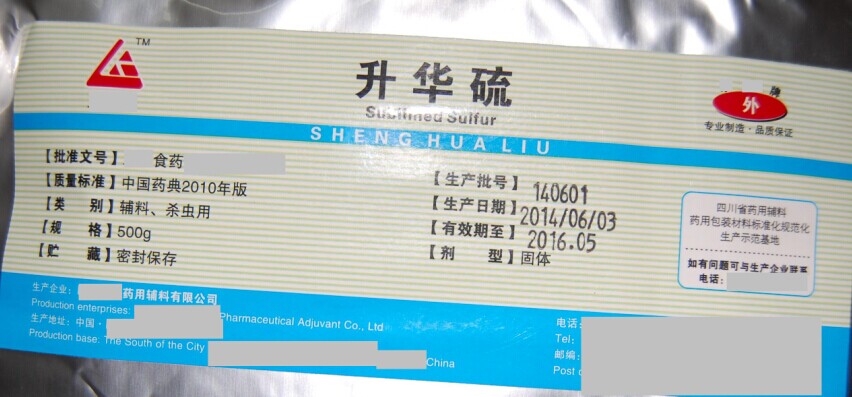 TM
升华硫
Sublimed Sulfur
SHENG HUA LIU
牌
外
专业制造·品质保证
【批准文号】 食药
【质量标准】中国药典2010年版
【类 别】辅料、杀虫用
【规 格】500g
【贮 藏】密封保存
【生产批号】 140601
【生产日期】2014/06/03
【有效期至】2016.05
【剂 型】固体
四川省药用辅料
药用包装材料标准化规范化
生产示范基地
如有问题可与生产企业联系
电话:
生产企业: 药用辅料有限公司
Production enterprises: Pharmaceutical Adjuvant Co., Ltd
生产地址:中国·
Production base: The South of the City China
电话:
Tel:
邮编:
Post